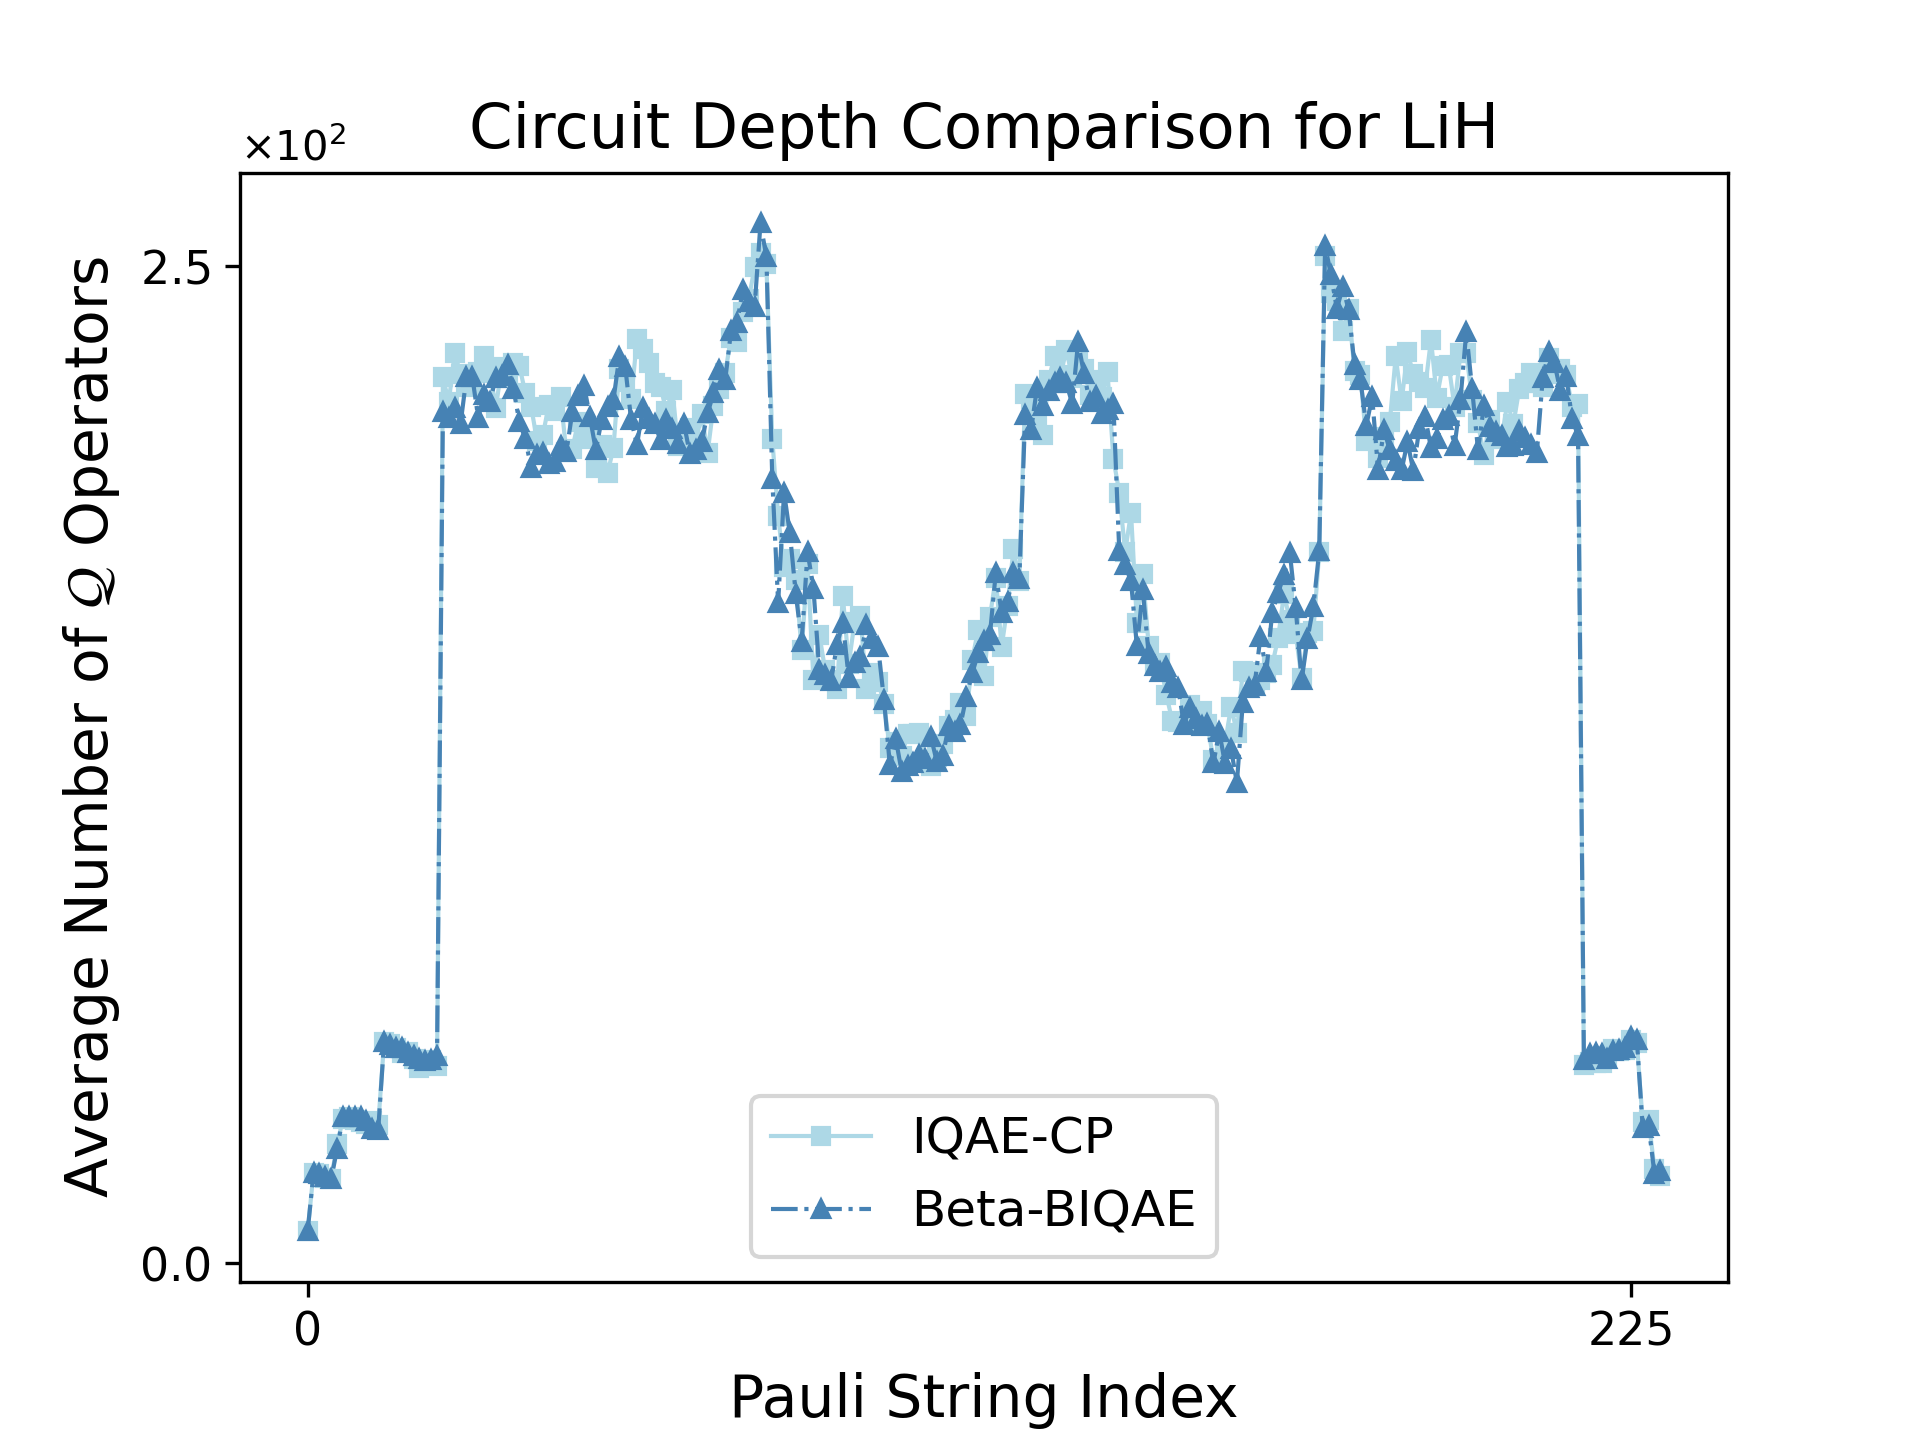 Circuit Depth Comparison for LiH
×10²
2.5
0.0
Average Number of 𝒬 Operators
IQAE-CP
Beta-BIQAE
0
225
Pauli String Index